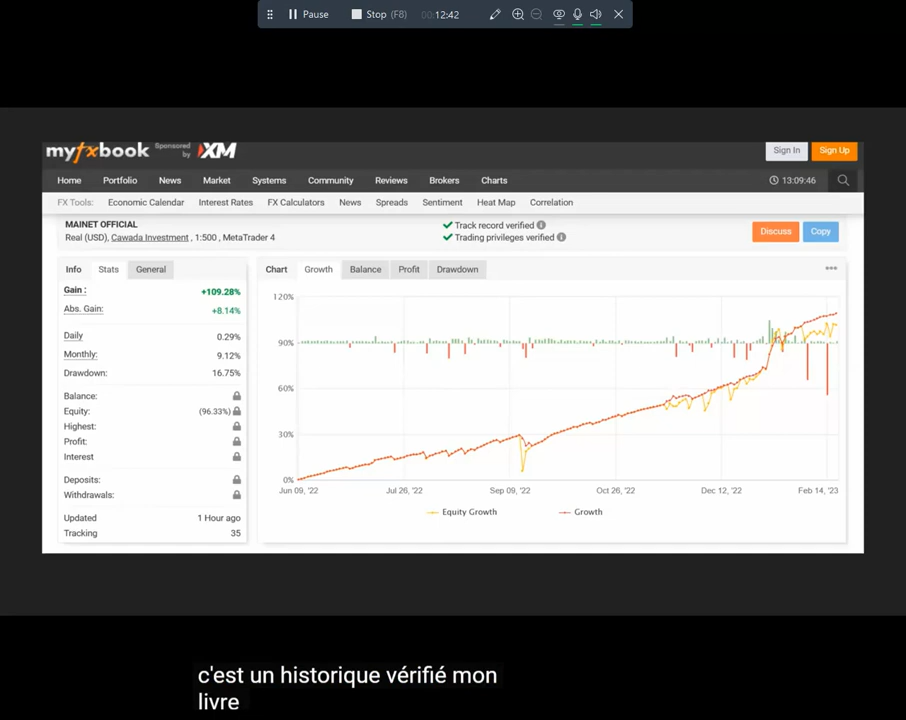 Pause Stop (F8) 00:12:42
myfxbook Sponsored by XM Sign In Sign Up
Home Portfolio News Market Systems Community Reviews Brokers Charts 13:09:46
FX Tools: Economic Calendar Interest Rates FX Calculators News Spreads Sentiment Heat Map Correlation
MAINET OFFICIAL
Real (USD), Cawada Investment , 1:500 , MetaTrader 4
Track record verified
Trading privileges verified
Discuss Copy
Info Stats General
Gain : +109.28%
Abs. Gain: +8.14%
Daily 0.29%
Monthly: 9.12%
Drawdown: 16.75%
Balance:
Equity: (96.33%)
Highest:
Profit:
Interest
Deposits:
Withdrawals:
Updated 1 Hour ago
Tracking 35
Chart Growth Balance Profit Drawdown
120%
90%
60%
30%
0%
Jun 09, '22 Jul 26, '22 Sep 09, '22 Oct 26, '22 Dec 12, '22 Feb 14, '23
Equity Growth Growth
c'est un historique vérifié mon
livre